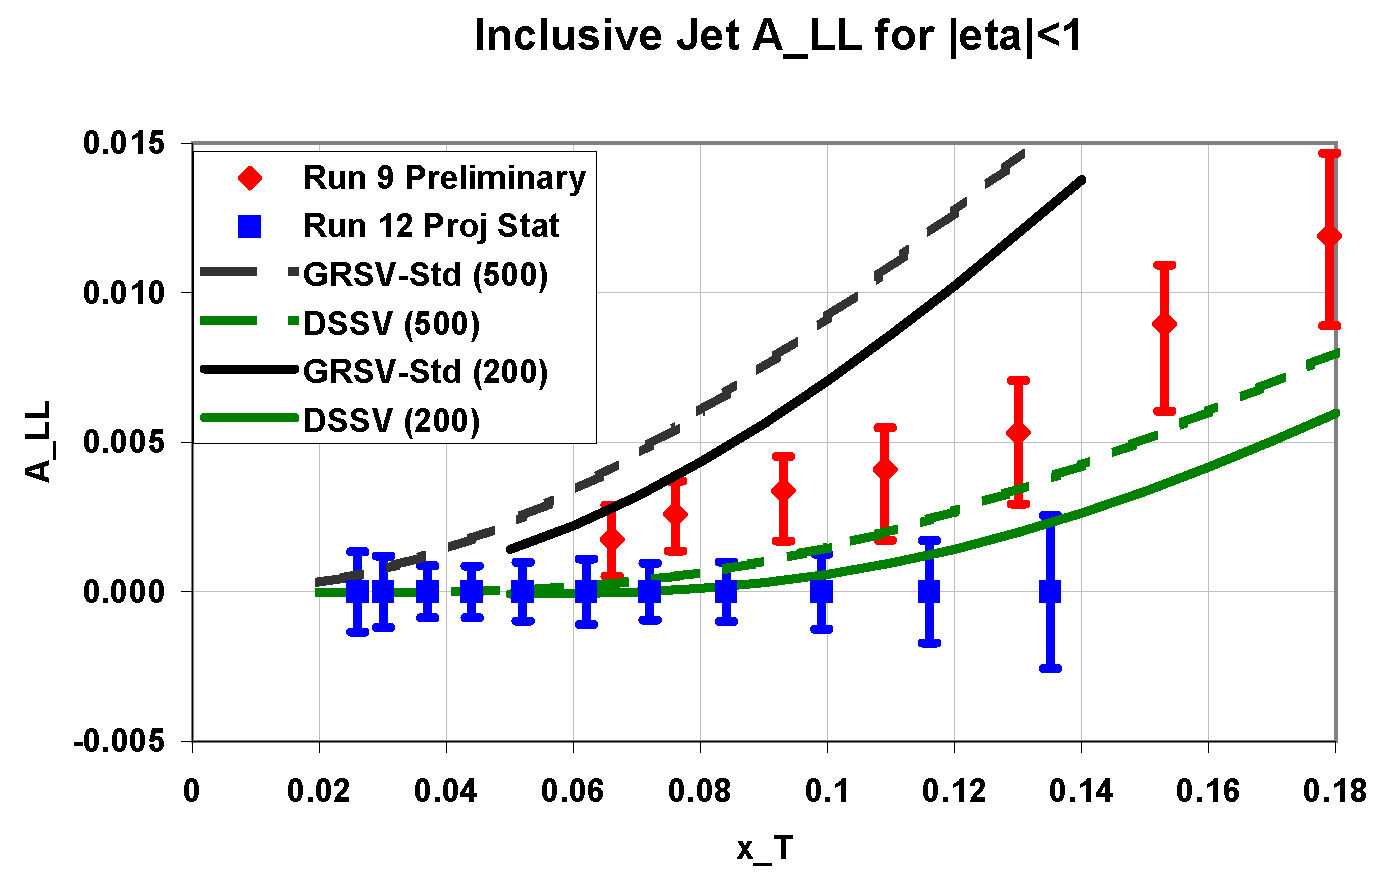 Inclusive Jet A_LL for |eta|<1
0.015
0.010
0.005
0.000
-0.005
A_LL
Run 9 Preliminary
Run 12 Proj Stat
GRSV-Std (500)
DSSV (500)
GRSV-Std (200)
DSSV (200)
0 0.02 0.04 0.06 0.08 0.1 0.12 0.14 0.16 0.18
x_T